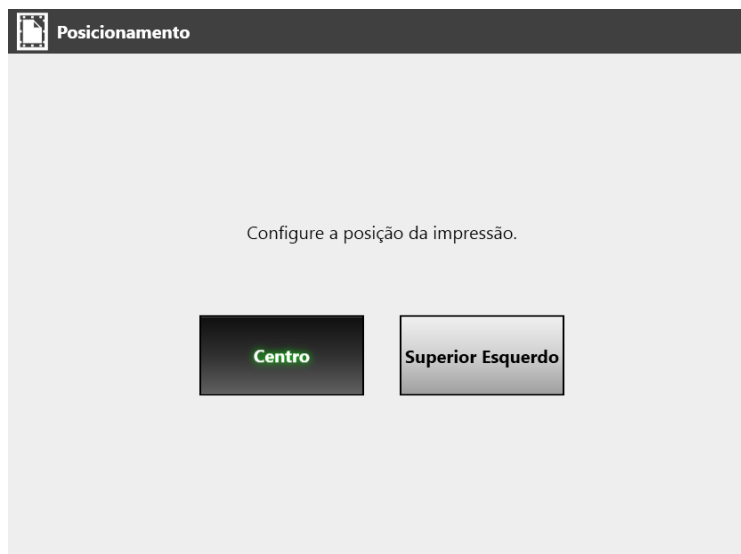 Posicionamento
Configure a posição da impressão.
Centro
Superior Esquerdo